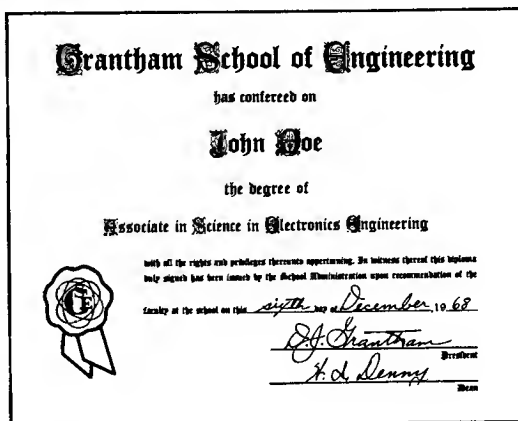 Grantham School of Engineering
has confereed on
John Doe
the degree of
Associate in Science in Electronics Engineering
with all the rights and privileges thereunto appertaining. In witness thereof this diploma
duly signed has been issued by the School Administration upon recommendation of the
faculty at the school on this sixth day of December, 1968
D.J. Grantham
President
H. L. Denny
Dean